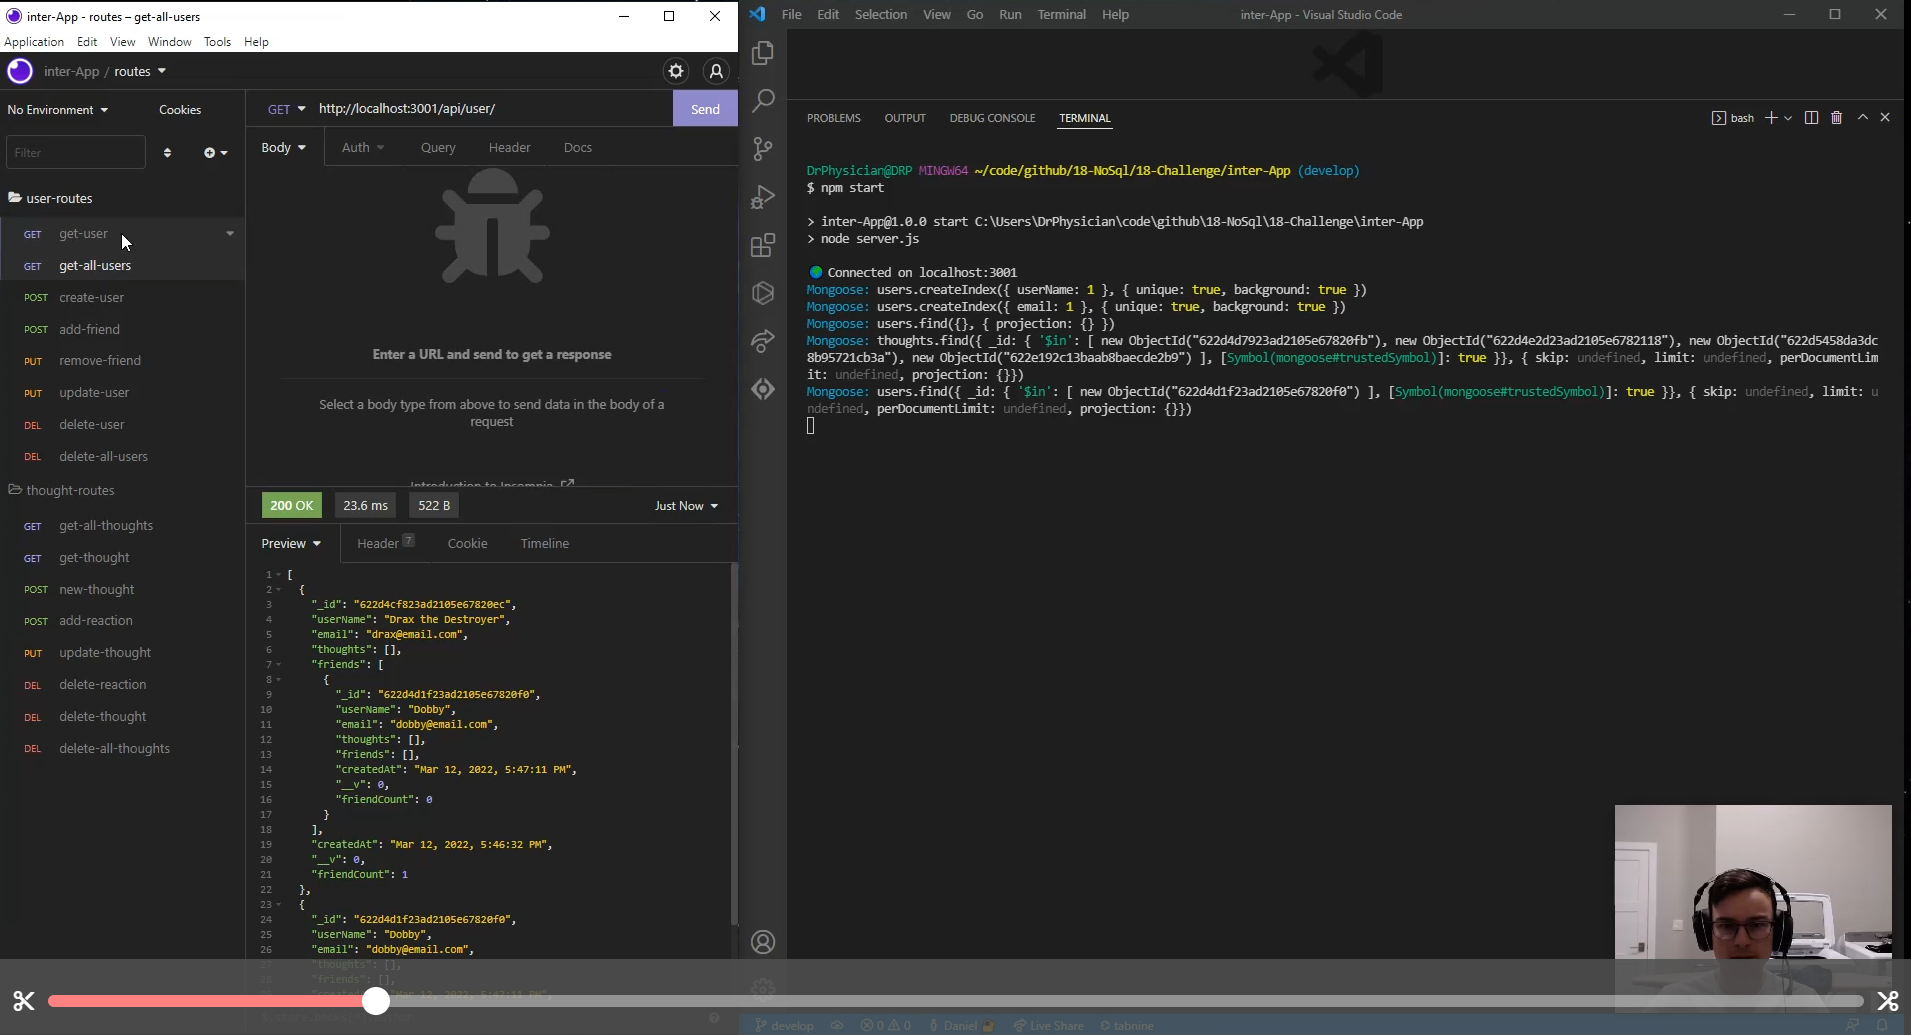 inter-App - routes – get-all-users
Application Edit View Window Tools Help
inter-App / routes
No Environment Cookies
Filter
user-routes
GET get-user
GET get-all-users
POST create-user
POST add-friend
PUT remove-friend
PUT update-user
DEL delete-user
DEL delete-all-users
thought-routes
GET get-all-thoughts
GET get-thought
POST new-thought
POST add-reaction
PUT update-thought
DEL delete-reaction
DEL delete-thought
DEL delete-all-thoughts
GET http://localhost:3001/api/user/ Send
Body Auth Query Header Docs
Enter a URL and send to get a response
Select a body type from above to send data in the body of a
request
Introduction to Insomnia
200 OK 23.6 ms 522 B Just Now
Preview Header 7 Cookie Timeline
1 [
2 {
3 "_id": "622d4cf823ad2105e67820ec",
4 "userName": "Drax the Destroyer",
5 "email": "drax@email.com",
6 "thoughts": [],
7 "friends": [
8 {
9 "_id": "622d4d1f23ad2105e67820f0",
10 "userName": "Dobby",
11 "email": "dobby@email.com",
12 "thoughts": [],
13 "friends": [],
14 "createdAt": "Mar 12, 2022, 5:47:11 PM",
15 "__v": 0,
16 "friendCount": 0
17 }
18 ],
19 "createdAt": "Mar 12, 2022, 5:46:32 PM",
20 "__v": 0,
21 "friendCount": 1
22 },
23 {
24 "_id": "622d4d1f23ad2105e67820f0",
25 "userName": "Dobby",
26 "email": "dobby@email.com",
27 "thoughts": [],
28 "friends": [],
"createdAt": "Mar 12, 2022, 5:47:11 PM",
File Edit Selection View Go Run Terminal Help
inter-App - Visual Studio Code
PROBLEMS OUTPUT DEBUG CONSOLE TERMINAL
bash
DrPhysician@DRP MINGW64 ~/code/github/18-NoSql/18-Challenge/inter-App (develop)
$ npm start
> inter-App@1.0.0 start C:\Users\DrPhysician\code\github\18-NoSql\18-Challenge\inter-App
> node server.js
Connected on localhost:3001
Mongoose: users.createIndex({ userName: 1 }, { unique: true, background: true })
Mongoose: users.createIndex({ email: 1 }, { unique: true, background: true })
Mongoose: users.find({}, { projection: {} })
Mongoose: thoughts.find({ _id: { '$in': [ new ObjectId("622d4d7923ad2105e67820fb"), new ObjectId("622d4e2d23ad2105e6782118"), new ObjectId("622d5458da3dc
8b95721cb3a"), new ObjectId("622e192c13baab8baecde2b9") ], [Symbol(mongoose#trustedSymbol)]: true }}, { skip: undefined, limit: undefined, perDocumentLim
it: undefined, projection: {}})
Mongoose: users.find({ _id: { '$in': [ new ObjectId("622d4d1f23ad2105e67820f0") ], [Symbol(mongoose#trustedSymbol)]: true }}, { skip: undefined, limit: u
ndefined, perDocumentLimit: undefined, projection: {}})
develop 0 0 Daniel Live Share tabnine